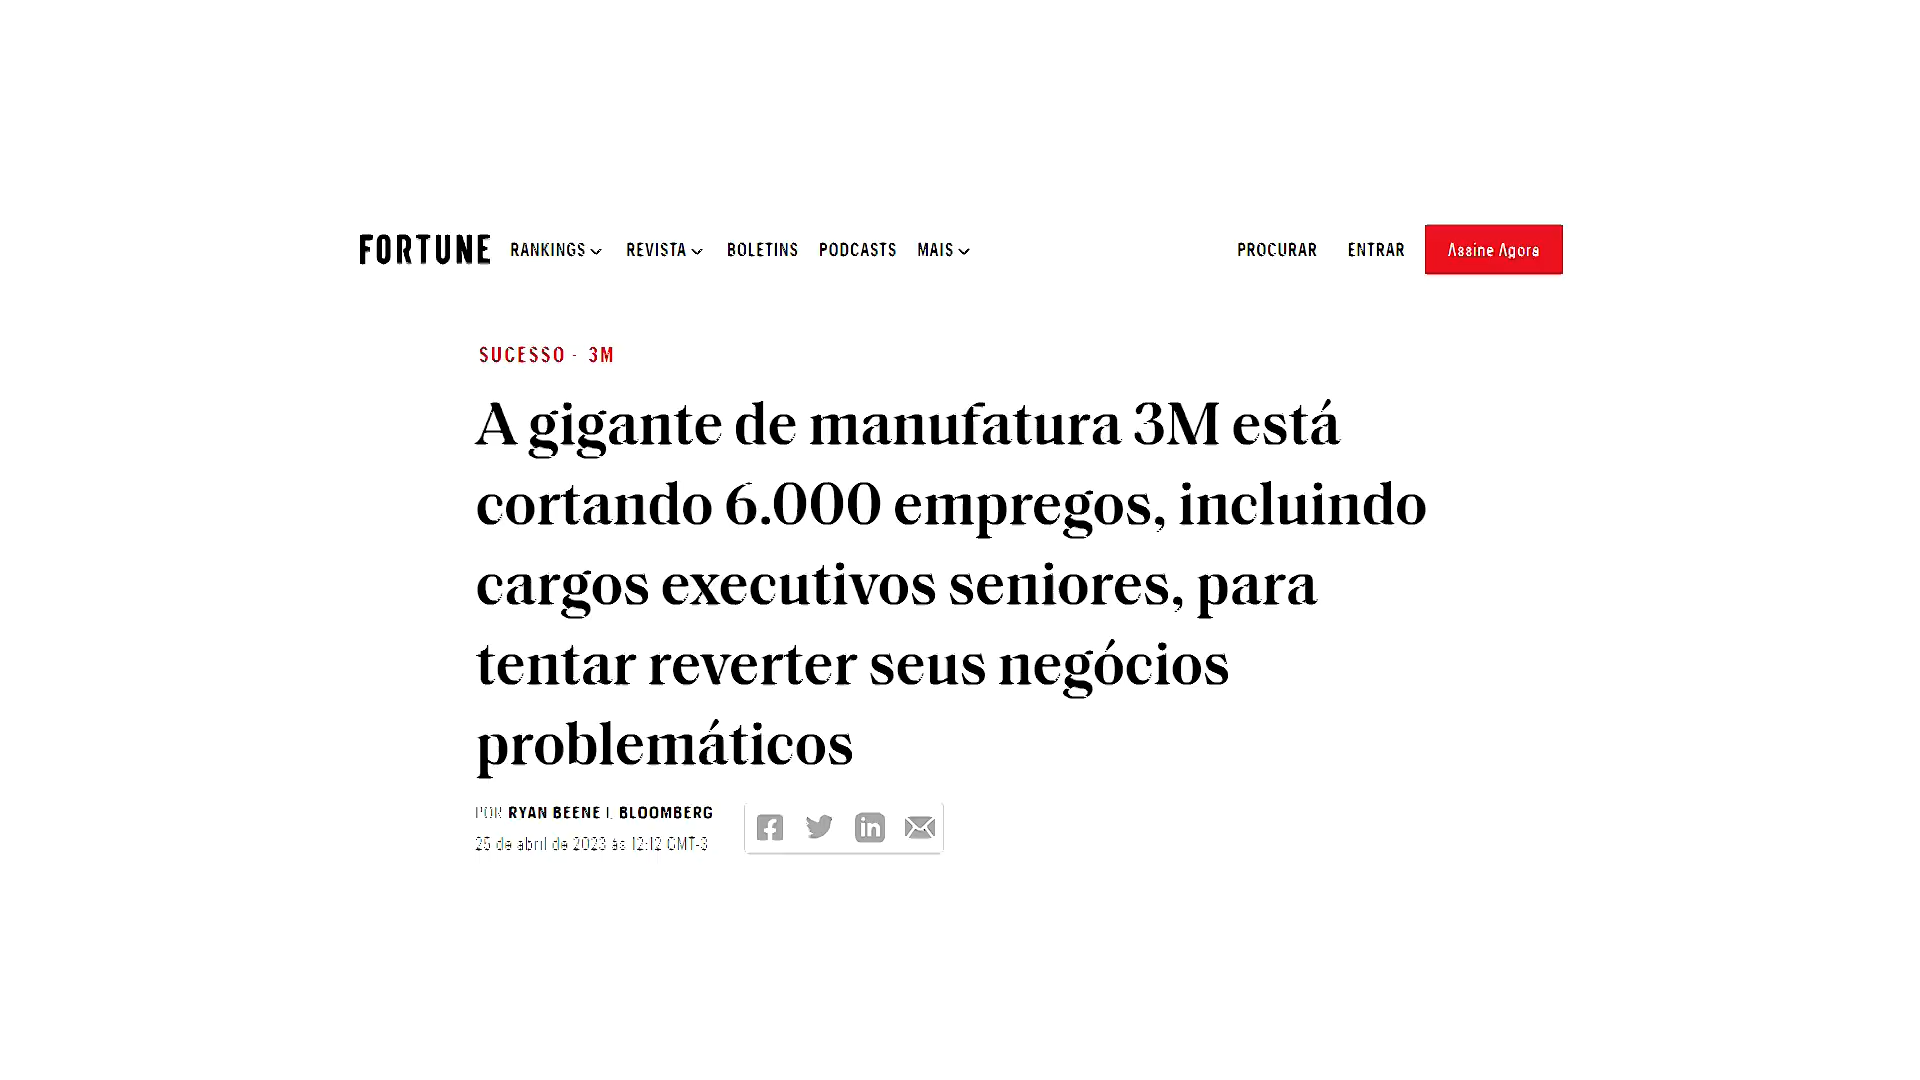 FORTUNE RANKINGS REVISTA BOLETINS PODCASTS MAIS PROCURAR ENTRAR Assine Agora
SUCESSO - 3M
A gigante de manufatura 3M está
cortando 6.000 empregos, incluindo
cargos executivos seniores, para
tentar reverter seus negócios
problemáticos
POR RYAN BEENE E BLOOMBERG
25 de abril de 2023 às 12:12 GMT-3